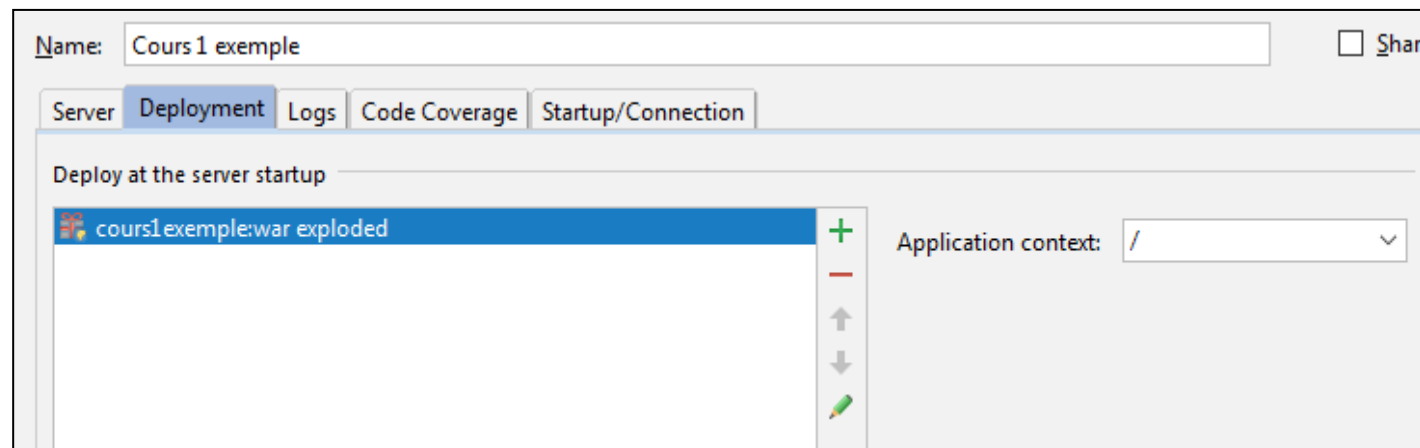 Name: Cours 1 exemple
Server Deployment Logs Code Coverage Startup/Connection
Deploy at the server startup
cours1exemple:war exploded
Application context: /